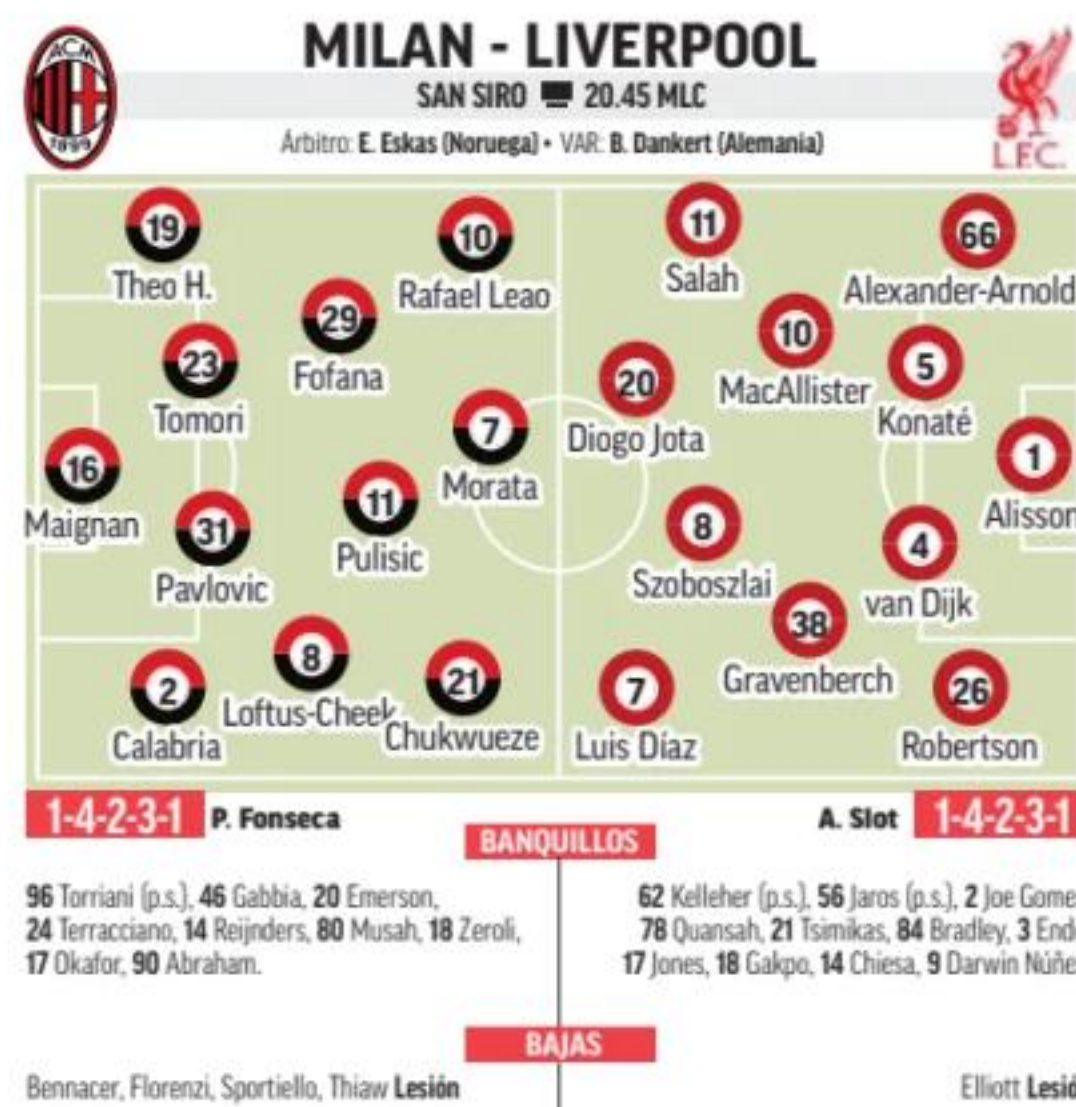 ACM
1899
MILAN - LIVERPOOL
SAN SIRO 20.45 MLC
L.F.C.
Árbitro: E. Eskas (Noruega) • VAR: B. Dankert (Alemania)
19
Theo H.
10
Rafael Leao
11
Salah
66
Alexander-Arnold
29
Fofana
10
MacAllister
23
Tomori
20
Diogo Jota
5
Konaté
7
Morata
16
Maignan
1
Alisson
11
Pulisic
31
Pavlovic
8
Szoboszlai
4
van Dijk
38
Gravenberch
8
Loftus-Cheek
2
Calabria
21
Chukwueze
7
Luis Díaz
26
Robertson
1-4-2-3-1 P. Fonseca
A. Slot 1-4-2-3-1
BANQUILLOS
96 Torriani (p.s.), 46 Gabbia, 20 Emerson,
24 Terracciano, 14 Reijnders, 80 Musah, 18 Zeroli,
17 Okafor, 90 Abraham.
62 Kelleher (p.s.), 56 Jaros (p.s.), 2 Joe Gome
78 Quansah, 21 Tsimikas, 84 Bradley, 3 End
17 Jones, 18 Gakpo, 14 Chiesa, 9 Darwin Núñe
BAJAS
Bennacer, Florenzi, Sportiello, Thiaw Lesión
Elliott Lesió